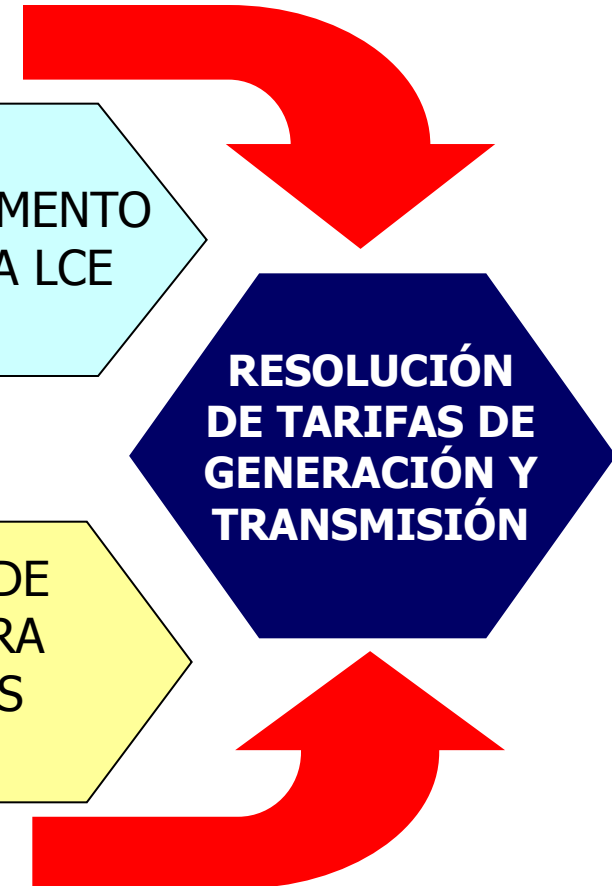 MENTO
A LCE
RESOLUCIÓN
DE TARIFAS DE
GENERACIÓN Y
TRANSMISIÓN
DE
RA
S